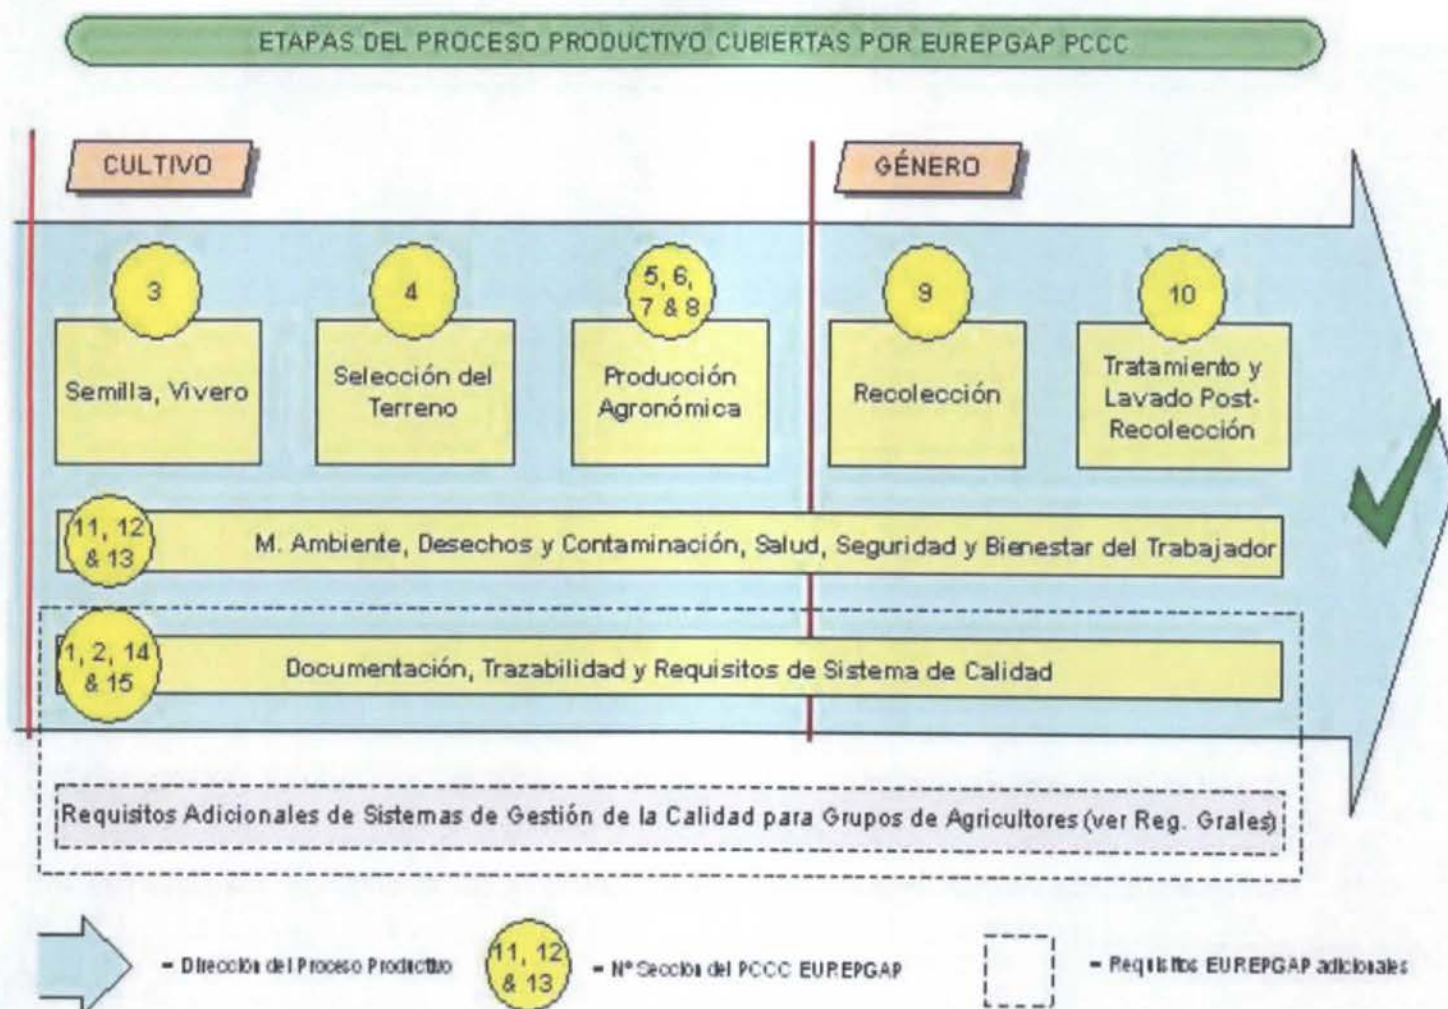 ETAPAS DEL PROCESO PRODUCTIVO CUBIERTAS POR EUREPGAP PCCC
CULTIVO
GÉNERO
3
4
5, 6,
7 & 8
9
10
Semilla, Vivero
Selección del
Terreno
Producción
Agronómica
Recolección
Tratamiento y
Lavado Post-
Recolección
11, 12
& 13
M. Ambiente, Desechos y Contaminación, Salud, Seguridad y Bienestar del Trabajador
1, 2, 14
& 15
Documentación, Trazabilidad y Requisitos de Sistema de Calidad
Requisitos Adicionales de Sistemas de Gestión de la Calidad para Grupos de Agricultores (ver Reg. Grales)
= Dirección del Proceso Productivo
11, 12
& 13
= Nº Sección del PCCC EUREPGAP
= Requisitos EUREPGAP adicionales